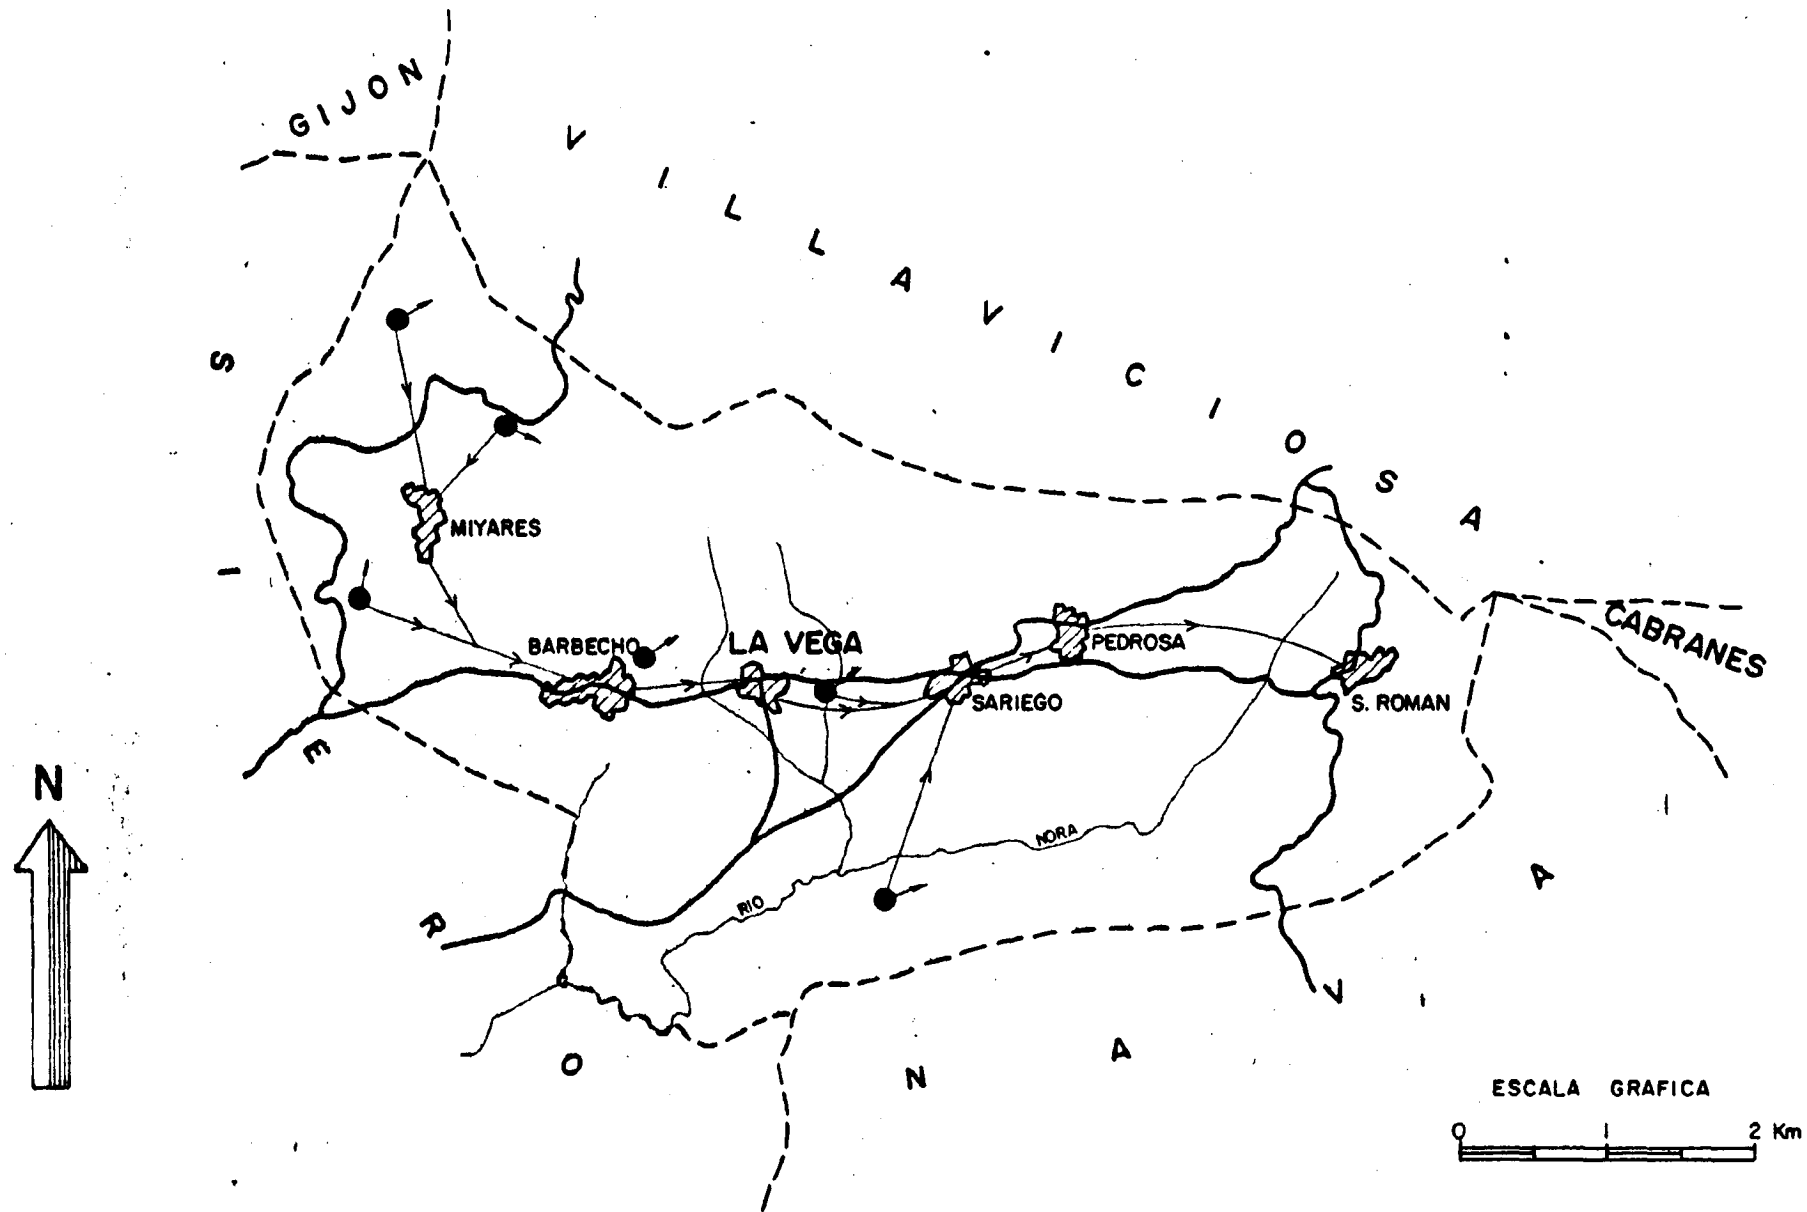 GIJON
VILLAVICIOSA
SIERO
MIYARES
BARBECHO
LA VEGA
PEDROSA
CABRANES
SARIEGO
S. ROMAN
N
NORA
RIO
NAVA
ESCALA GRAFICA
0 1 2 Km